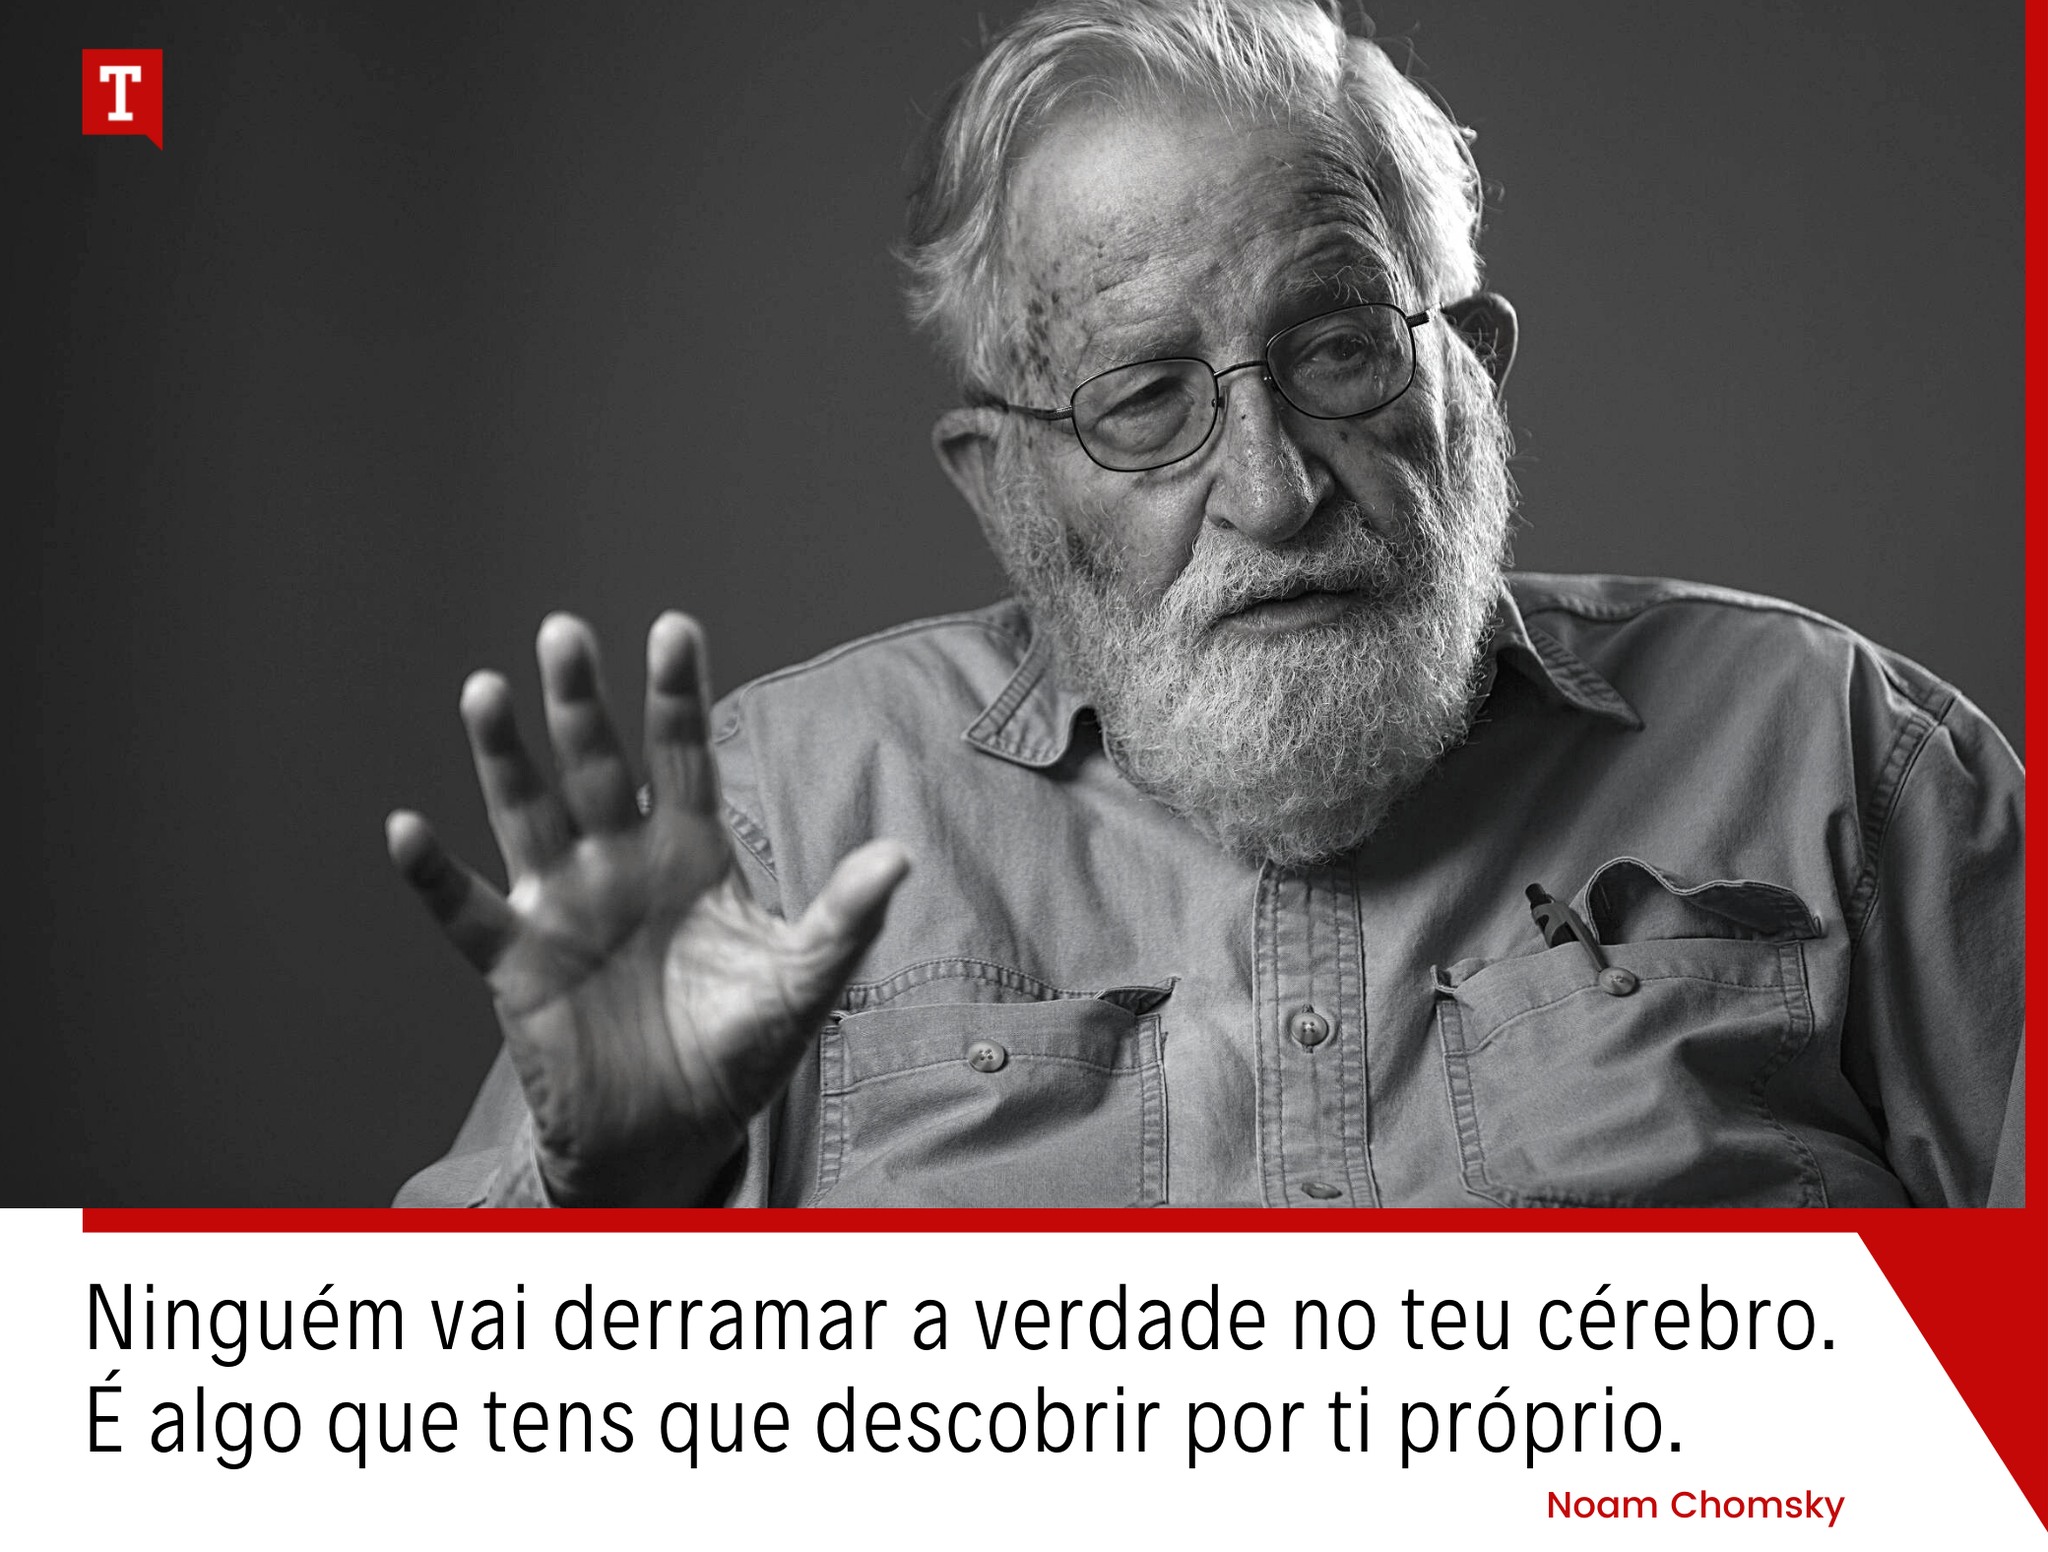 T
Ninguém vai derramar a verdade no teu cérebro.
É algo que tens que descobrir por ti próprio.
Noam Chomsky